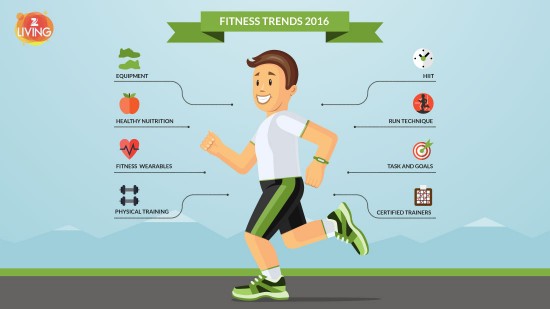 Z
LIVING
FITNESS TRENDS 2016
EQUIPMENT
HEALTHY NUITRITION
FITNESS WEARABLES
PHYSICAL TRAINING
HIIT
RUN TECHNIQUE
TASK AND GOALS
CERTIFIED TRAINERS